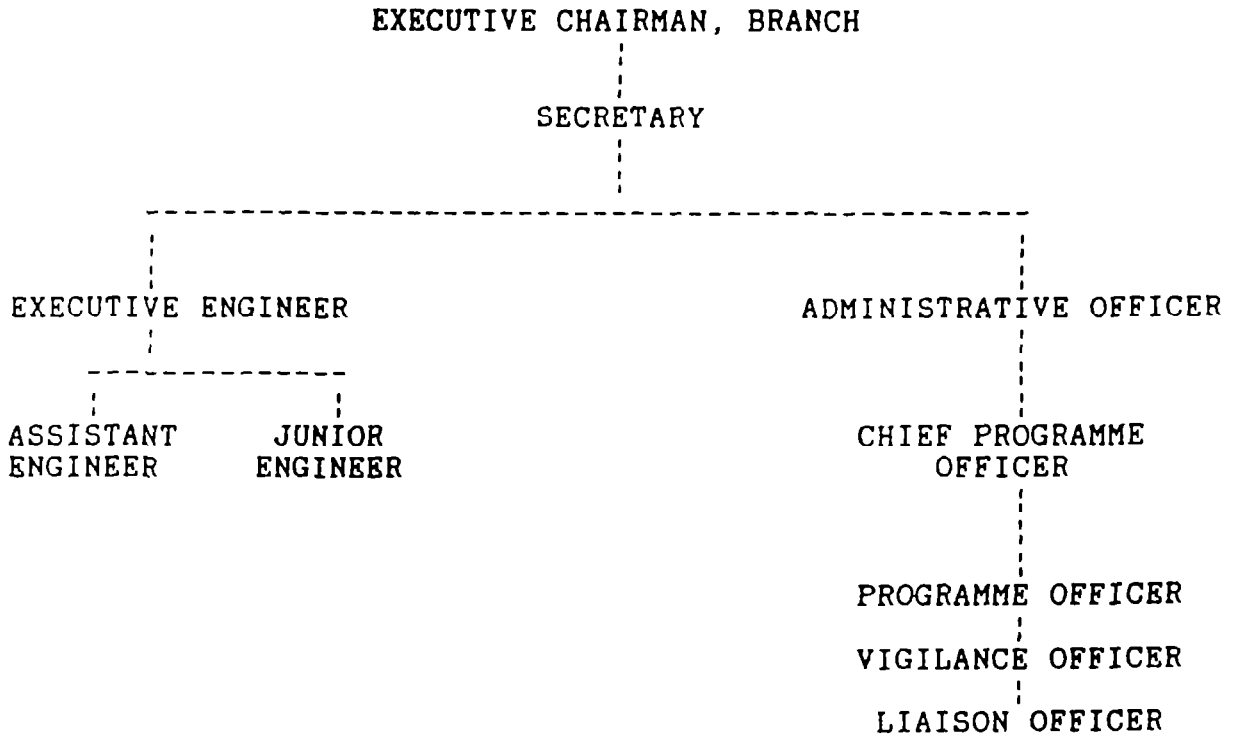 EXECUTIVE CHAIRMAN, BRANCH
SECRETARY
EXECUTIVE ENGINEER
ADMINISTRATIVE OFFICER
ASSISTANT
ENGINEER
JUNIOR
ENGINEER
CHIEF PROGRAMME
OFFICER
PROGRAMME OFFICER
VIGILANCE OFFICER
LIAISON OFFICER